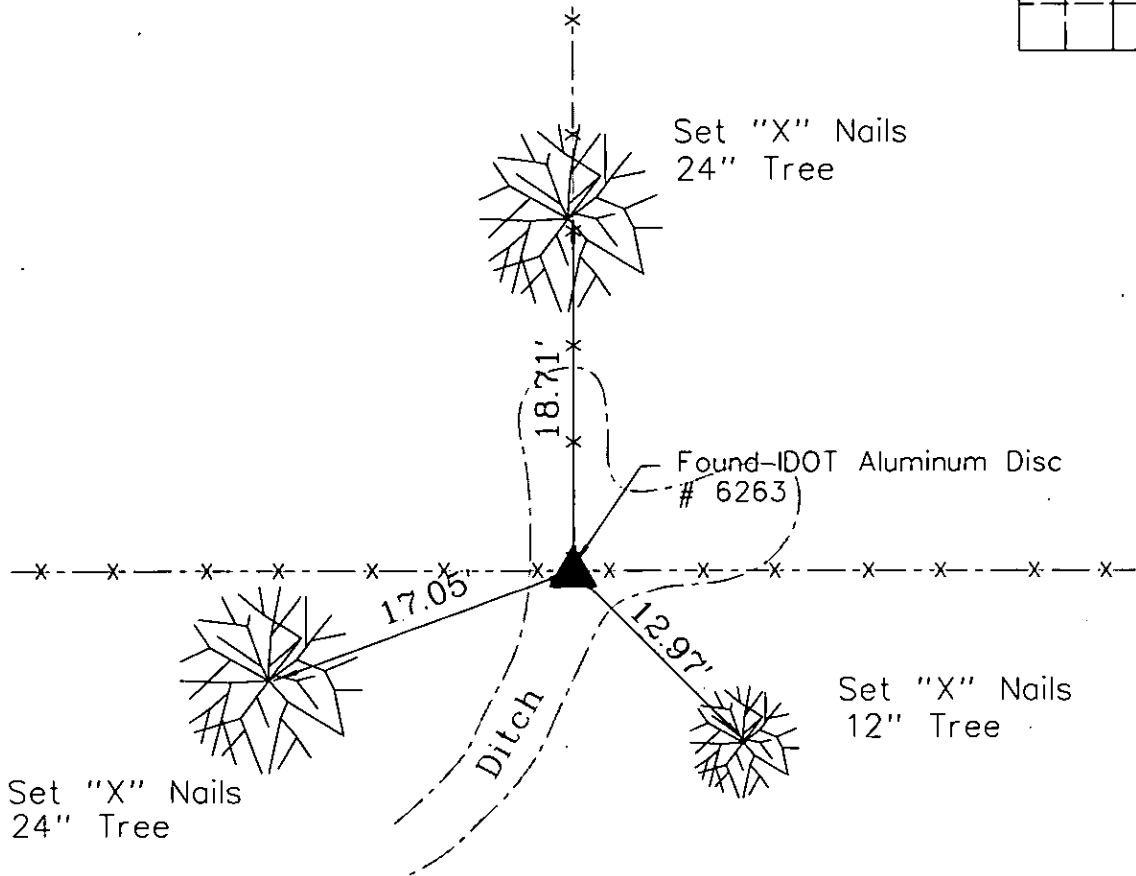 Set "X" Nails
24" Tree
18.71'
Found-IDOT Aluminum Disc
# 6263
17.05'
12.97'
Set "X" Nails
12" Tree
Ditch
Set "X" Nails
24" Tree